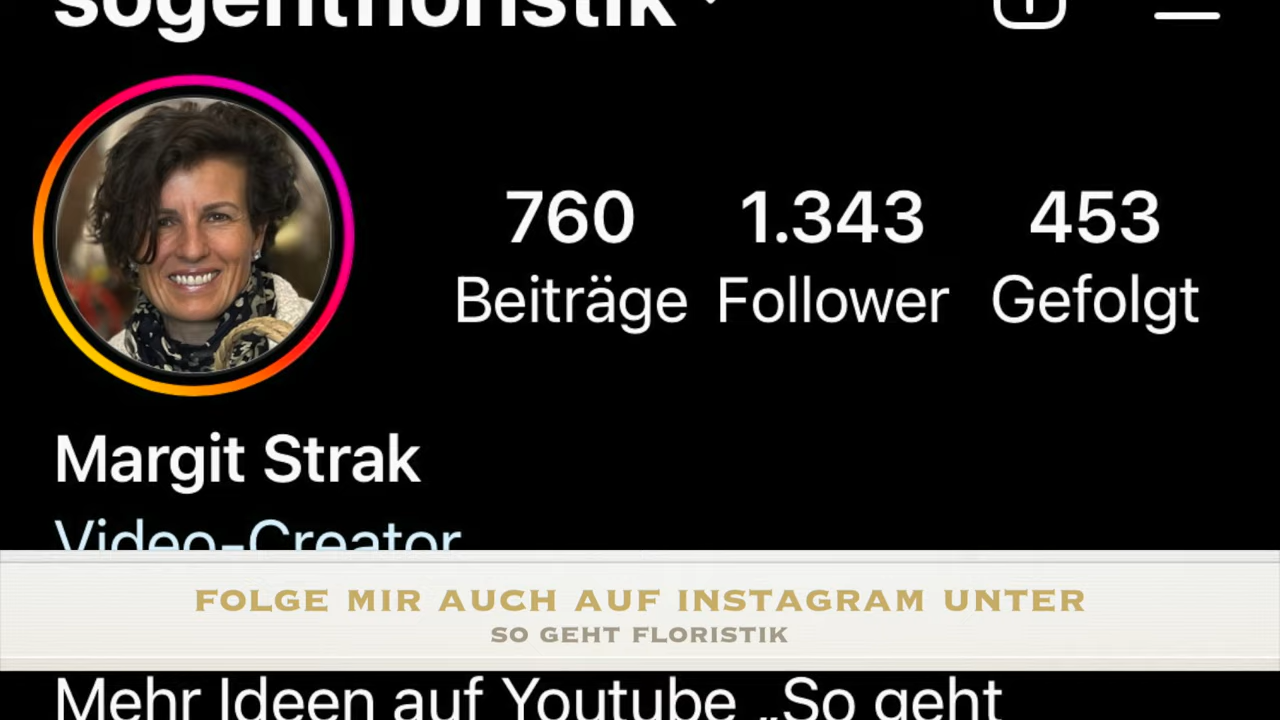 sogehtfloristik
760 1.343 453
Beiträge Follower Gefolgt
Margit Strak
Video-Creator
FOLGE MIR AUCH AUF INSTAGRAM UNTER
SO GEHT FLORISTIK
Mehr Ideen auf Youtube „So geht